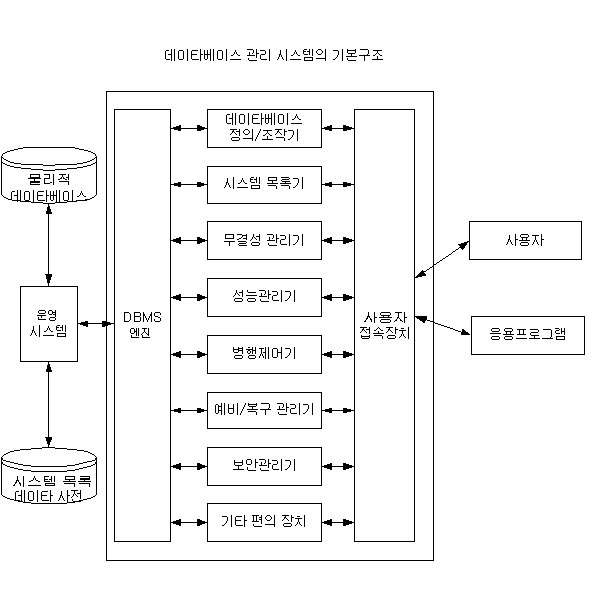 데이타베이스 관리 시스템의 기본구조
데이타베이스
정의/조작기
물리적
데이타베이스
시스템 목록기
무결성 관리기
사용자
운영
시스템
DBMS
엔진
성능관리기
사용자
접속장치
응용프로그램
병행제어기
예비/복구 관리기
시스템 목록
데이타 사전
보안관리기
기타 편의 장치